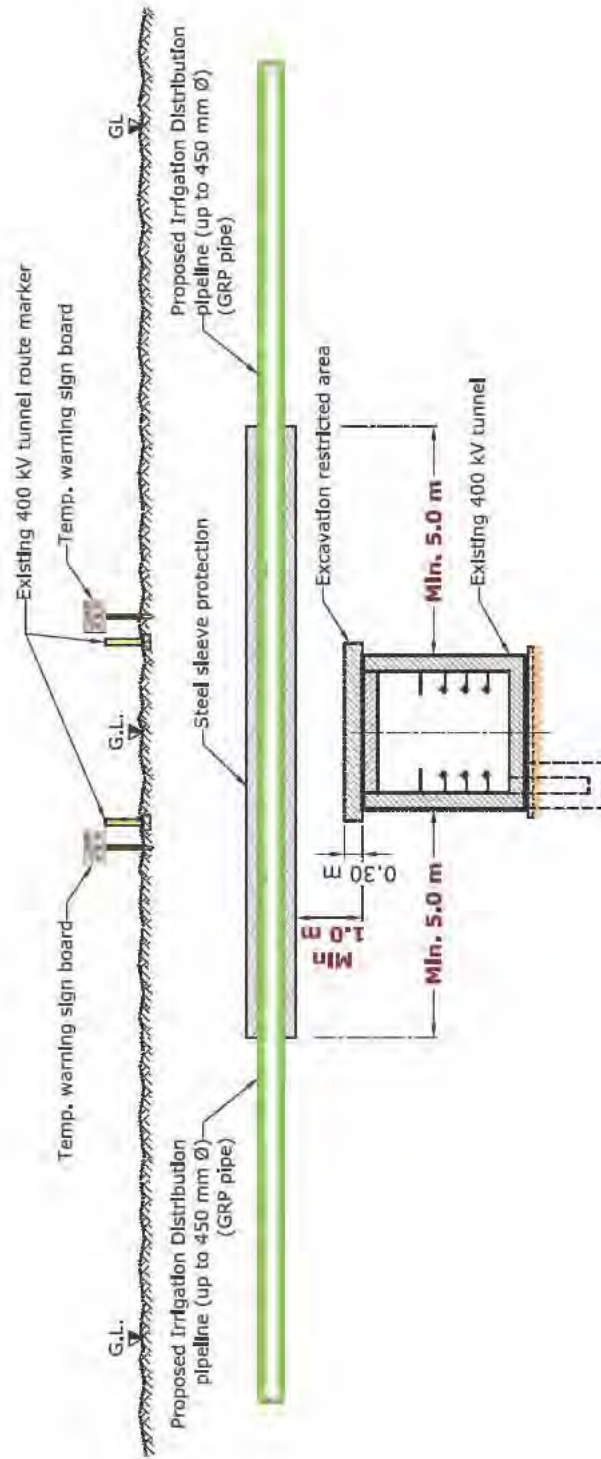 Existing 400 kV tunnel route marker
Temp. warning sign board
Temp. warning sign board
G.L.
G.L.
GL
Proposed Irrigation Distribution
pipeline (up to 450 mm Ø)
(GRP pipe)
Proposed Irrigation Distribution
pipeline (up to 450 mm Ø)
(GRP pipe)
Steel sleeve protection
Min
1.0 m
0.30 m
Excavation restricted area
Min. 5.0 m
Min. 5.0 m
Existing 400 kV tunnel